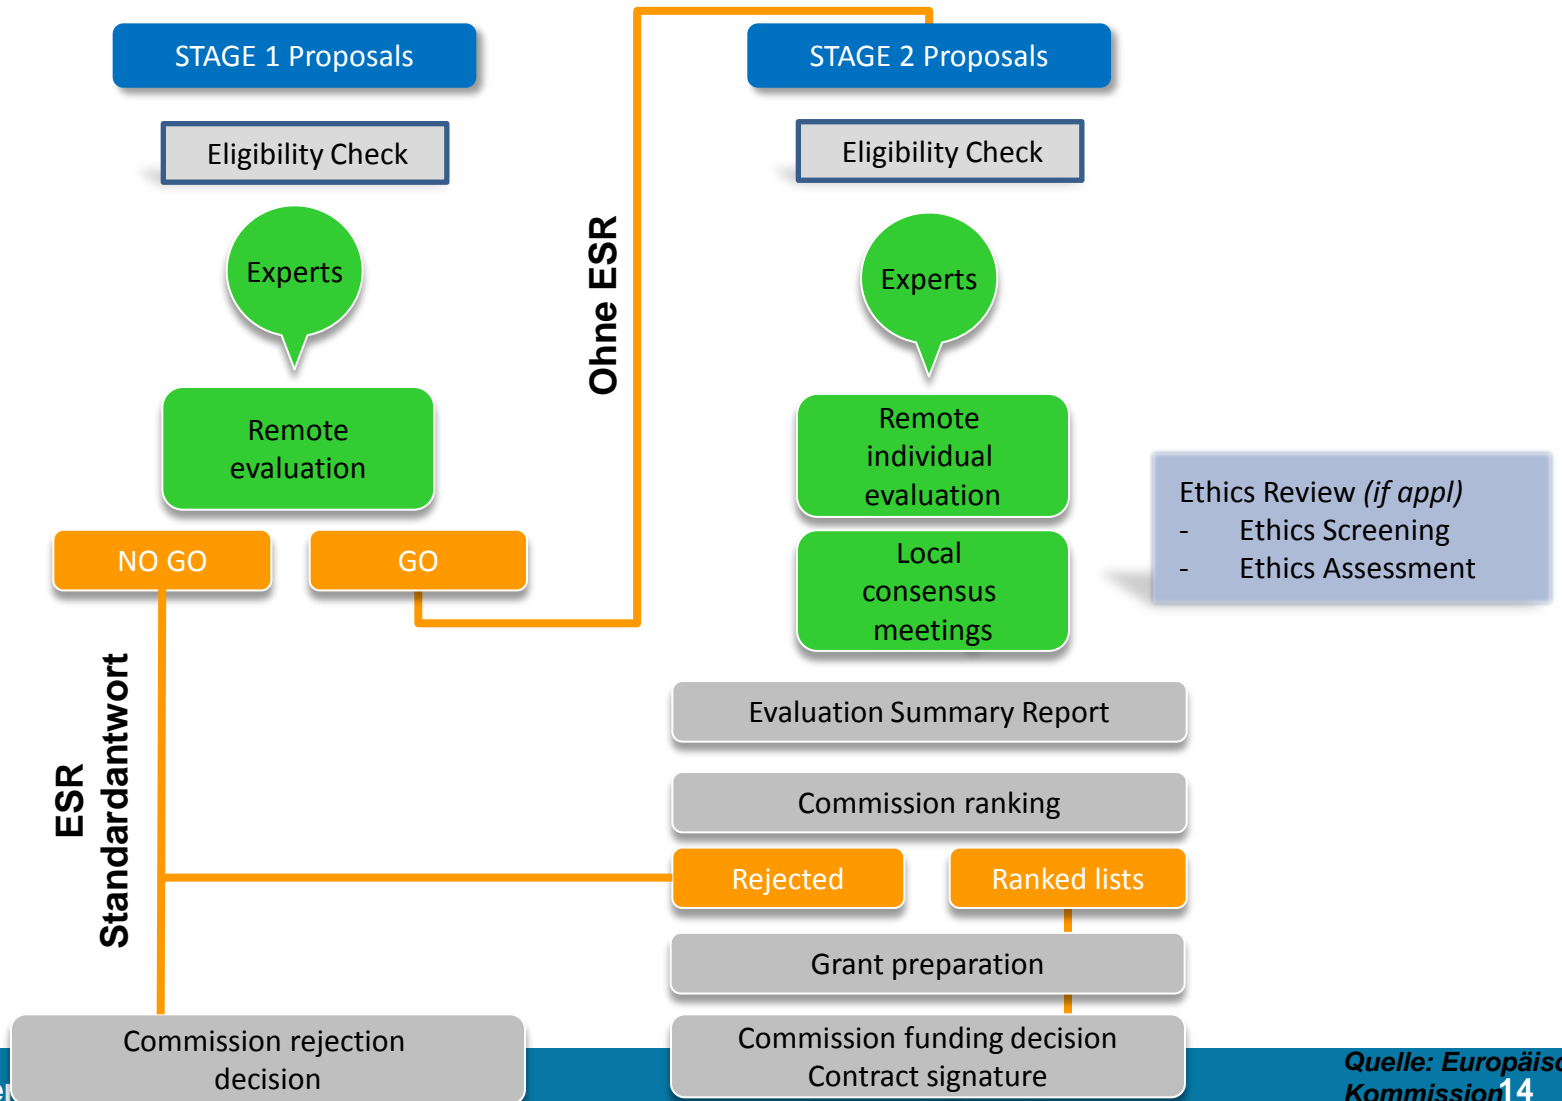 STAGE 1 Proposals
Eligibility Check
Experts
Remote
evaluation
NO GO
GO
ESR
Standardantwort
Ohne ESR
STAGE 2 Proposals
Eligibility Check
Experts
Remote
individual
evaluation
Local
consensus
meetings
Ethics Review (if appl)
- Ethics Screening
- Ethics Assessment
Evaluation Summary Report
Commission ranking
Rejected
Ranked lists
Grant preparation
Commission rejection
decision
Commission funding decision
Contract signature
Quelle:
Kommission
14